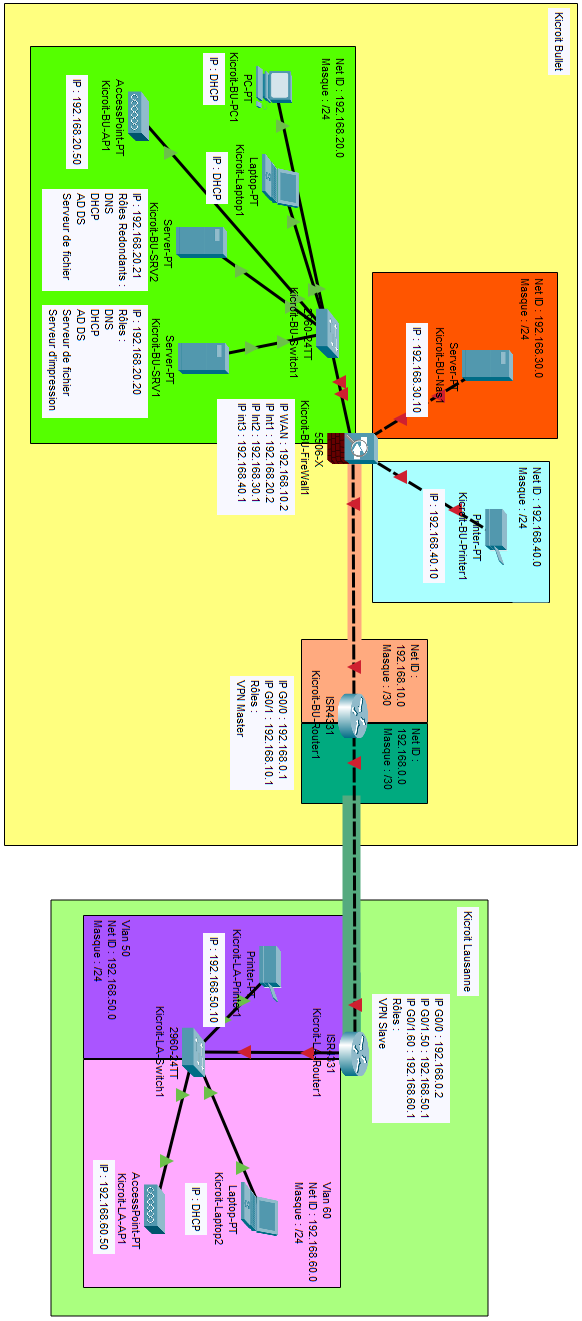 Kicroit Bullet
Net ID : 192.168.20.0
Masque : /24
PC-PT
Kicroit-BU-PC1
IP : DHCP
AccessPoint-PT
Kicroit-BU-AP1
IP : 192.168.20.50
Laptop-PT
Kicroit-Laptop1
IP : DHCP
Server-PT
Kicroit-BU-SRV2
IP : 192.168.20.21
Rôles Redondants :
DNS
DHCP
AD DS
Serveur de fichier
2960-24TT
Kicroit-BU-Switch1
Server-PT
Kicroit-BU-SRV1
IP : 192.168.20.20
Rôles :
DNS
DHCP
AD DS
Serveur de fichier
Serveur d'impression
Net ID : 192.168.30.0
Masque : /24
Server-PT
Kicroit-BU-Nas1
IP : 192.168.30.10
5506-X
Kicroit-BU-FireWall1
IP WAN : 192.168.10.2
IP Int1 : 192.168.20.2
IP Int2 : 192.168.30.1
IP int3 : 192.168.40.1
Net ID : 192.168.40.0
Masque : /24
Printer-PT
Kicroit-BU-Printer1
IP : 192.168.40.10
Net ID :
192.168.10.0
Masque : /30
ISR4331
Kicroit-BU-Router1
IP G0/0 : 192.168.0.1
IP G0/1 : 192.168.10.1
Rôles :
VPN Master
Net ID :
192.168.0.0
Masque : /30
Kicroit Lausanne
IP G0/0 : 192.168.0.2
IP G0/1.50 : 192.168.50.1
IP G0/1.60 : 192.168.60.1
Rôles :
VPN Slave
ISR4331
Kicroit-LA-Router1
Vlan 50
Net ID : 192.168.50.0
Masque : /24
Printer-PT
Kicroit-LA-Printer1
IP : 192.168.50.10
2960-24TT
Kicroit-LA-Switch1
Vlan 60
Net ID : 192.168.60.0
Masque : /24
Laptop-PT
Kicroit-Laptop2
IP : DHCP
AccessPoint-PT
Kicroit-LA-AP1
IP : 192.168.60.50